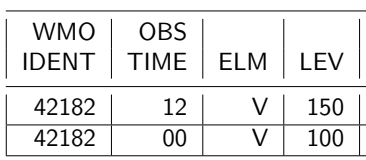 WMO OBS
IDENT TIME ELM LEV
42182 12 V 150
42182 00 V 100